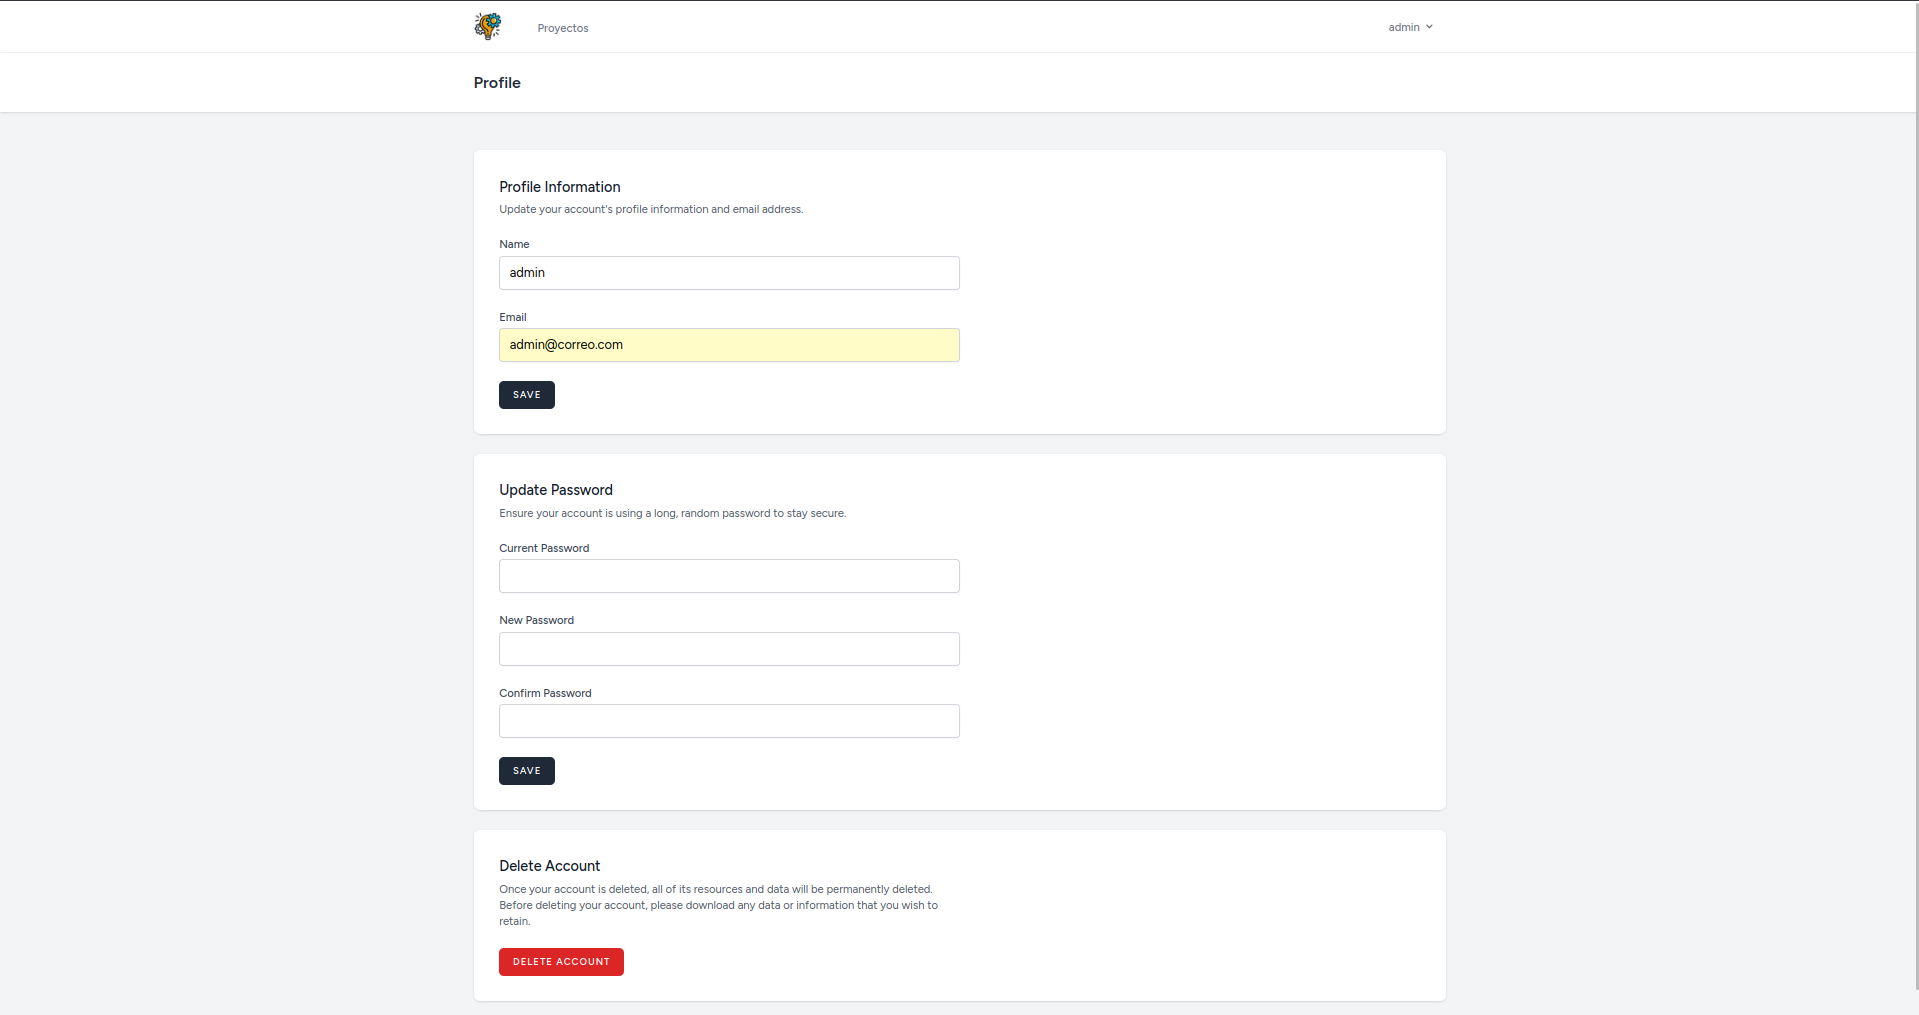 Proyectos
admin
Profile
Profile Information
Update your account's profile information and email address.
Name
admin
Email
admin@correo.com
SAVE
Update Password
Ensure your account is using a long, random password to stay secure.
Current Password
New Password
Confirm Password
SAVE
Delete Account
Once your account is deleted, all of its resources and data will be permanently deleted.
Before deleting your account, please download any data or information that you wish to
retain.
DELETE ACCOUNT